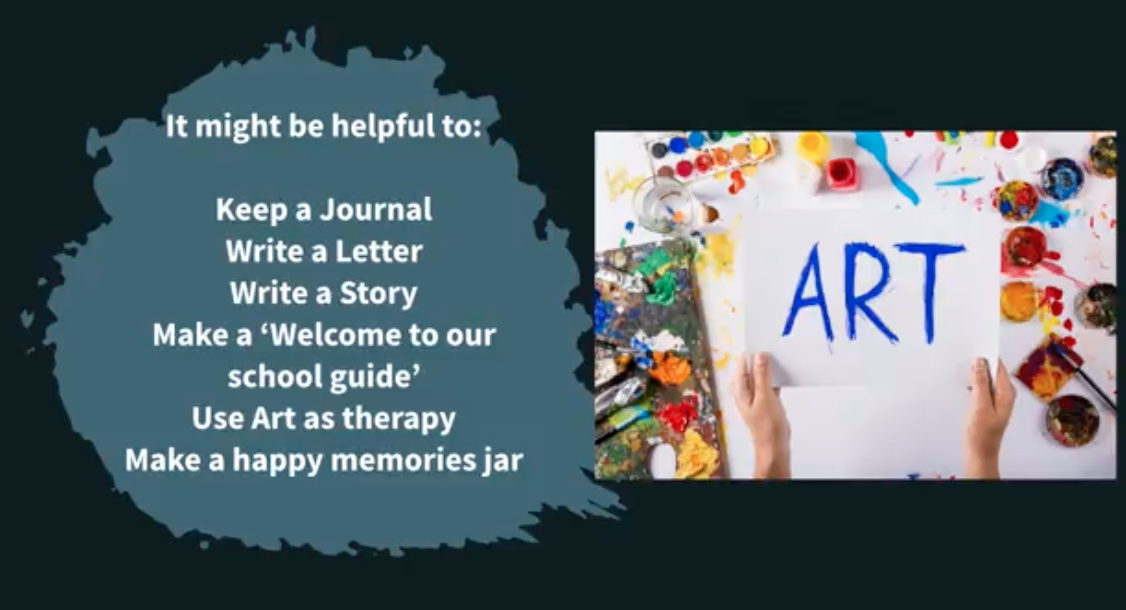 It might be helpful to:
Keep a Journal
Write a Letter
Write a Story
Make a ‘Welcome to our
school guide’
Use Art as therapy
Make a happy memories jar
ART